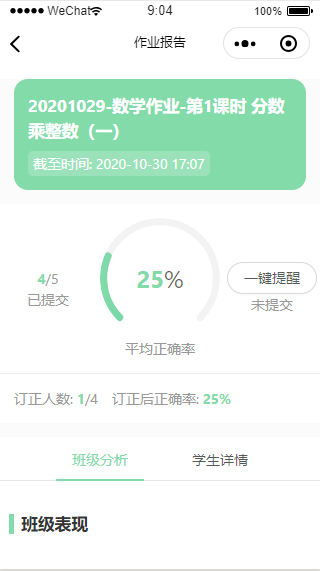 WeChat
9:04
100%
作业报告
20201029-数学作业-第1课时 分数
乘整数（一）
截至时间: 2020-10-30 17:07
25%
4/5
已提交
一键提醒
未提交
平均正确率
订正人数: 1/4 订正后正确率: 25%
班级分析 学生详情
班级表现